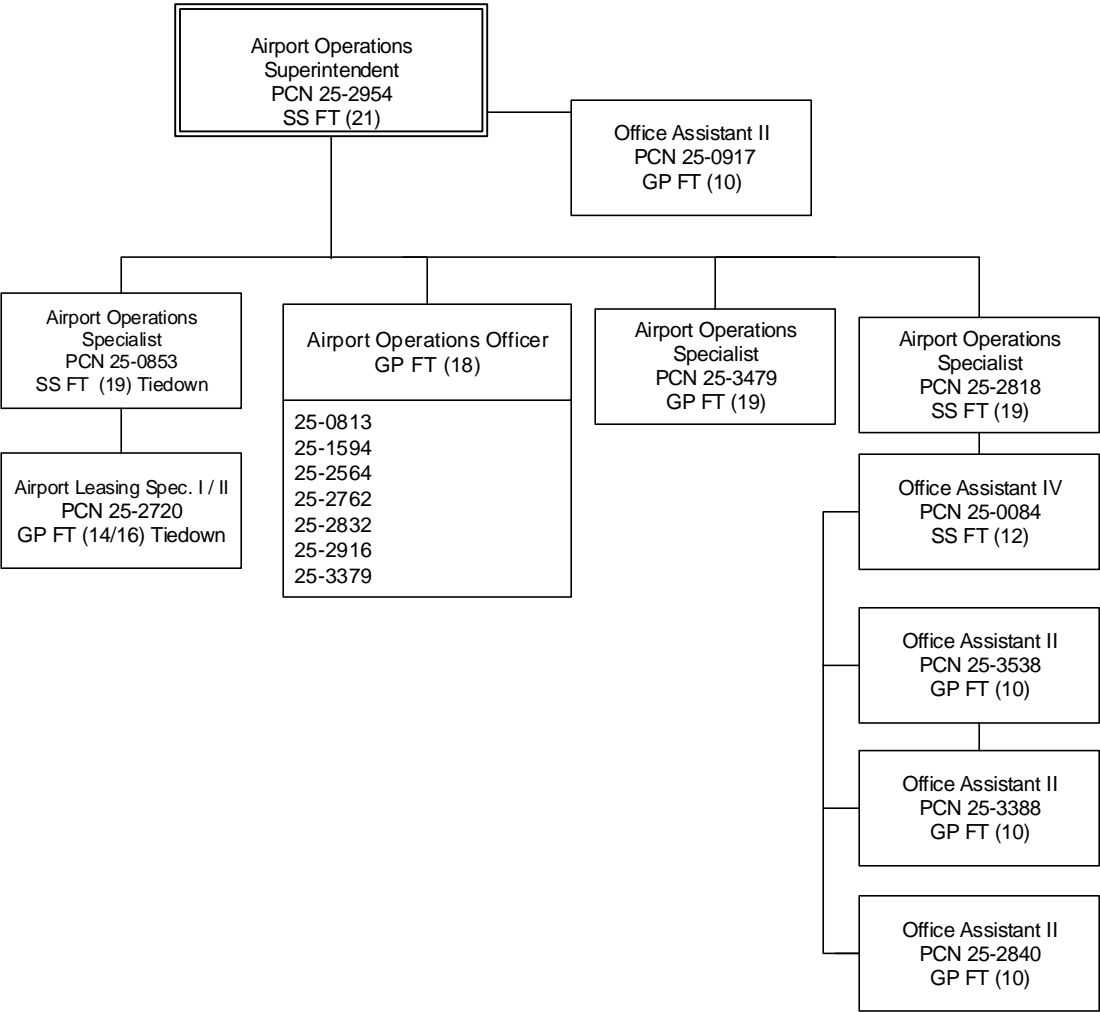 Airport Operations
Superintendent
PCN 25-2954
SS FT (21)
Office Assistant II
PCN 25-0917
GP FT (10)
Airport Operations
Specialist
PCN 25-0853
SS FT (19) Tiedown
Airport Leasing Spec. I / II
PCN 25-2720
GP FT (14/16) Tiedown
Airport Operations Officer
GP FT (18)
25-0813
25-1594
25-2564
25-2762
25-2832
25-2916
25-3379
Airport Operations
Specialist
PCN 25-3479
GP FT (19)
Airport Operations
Specialist
PCN 25-2818
SS FT (19)
Office Assistant IV
PCN 25-0084
SS FT (12)
Office Assistant II
PCN 25-3538
GP FT (10)
Office Assistant II
PCN 25-3388
GP FT (10)
Office Assistant II
PCN 25-2840
GP FT (10)